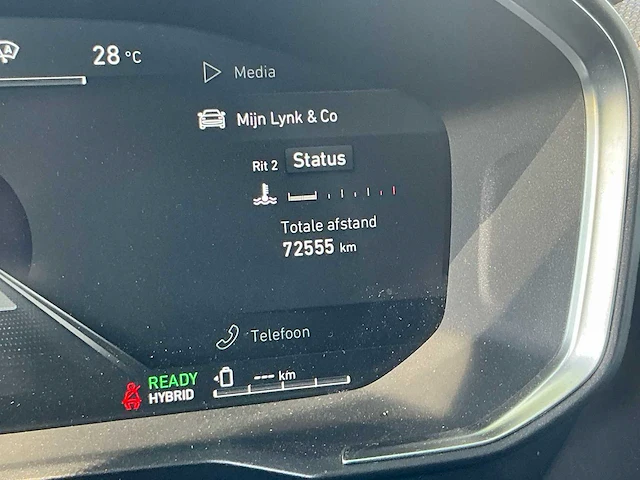 28 °C
Media
Mijn Lynk & Co
Rit 2 Status
Totale afstand
72555 km
Telefoon
READY --- km
HYBRID